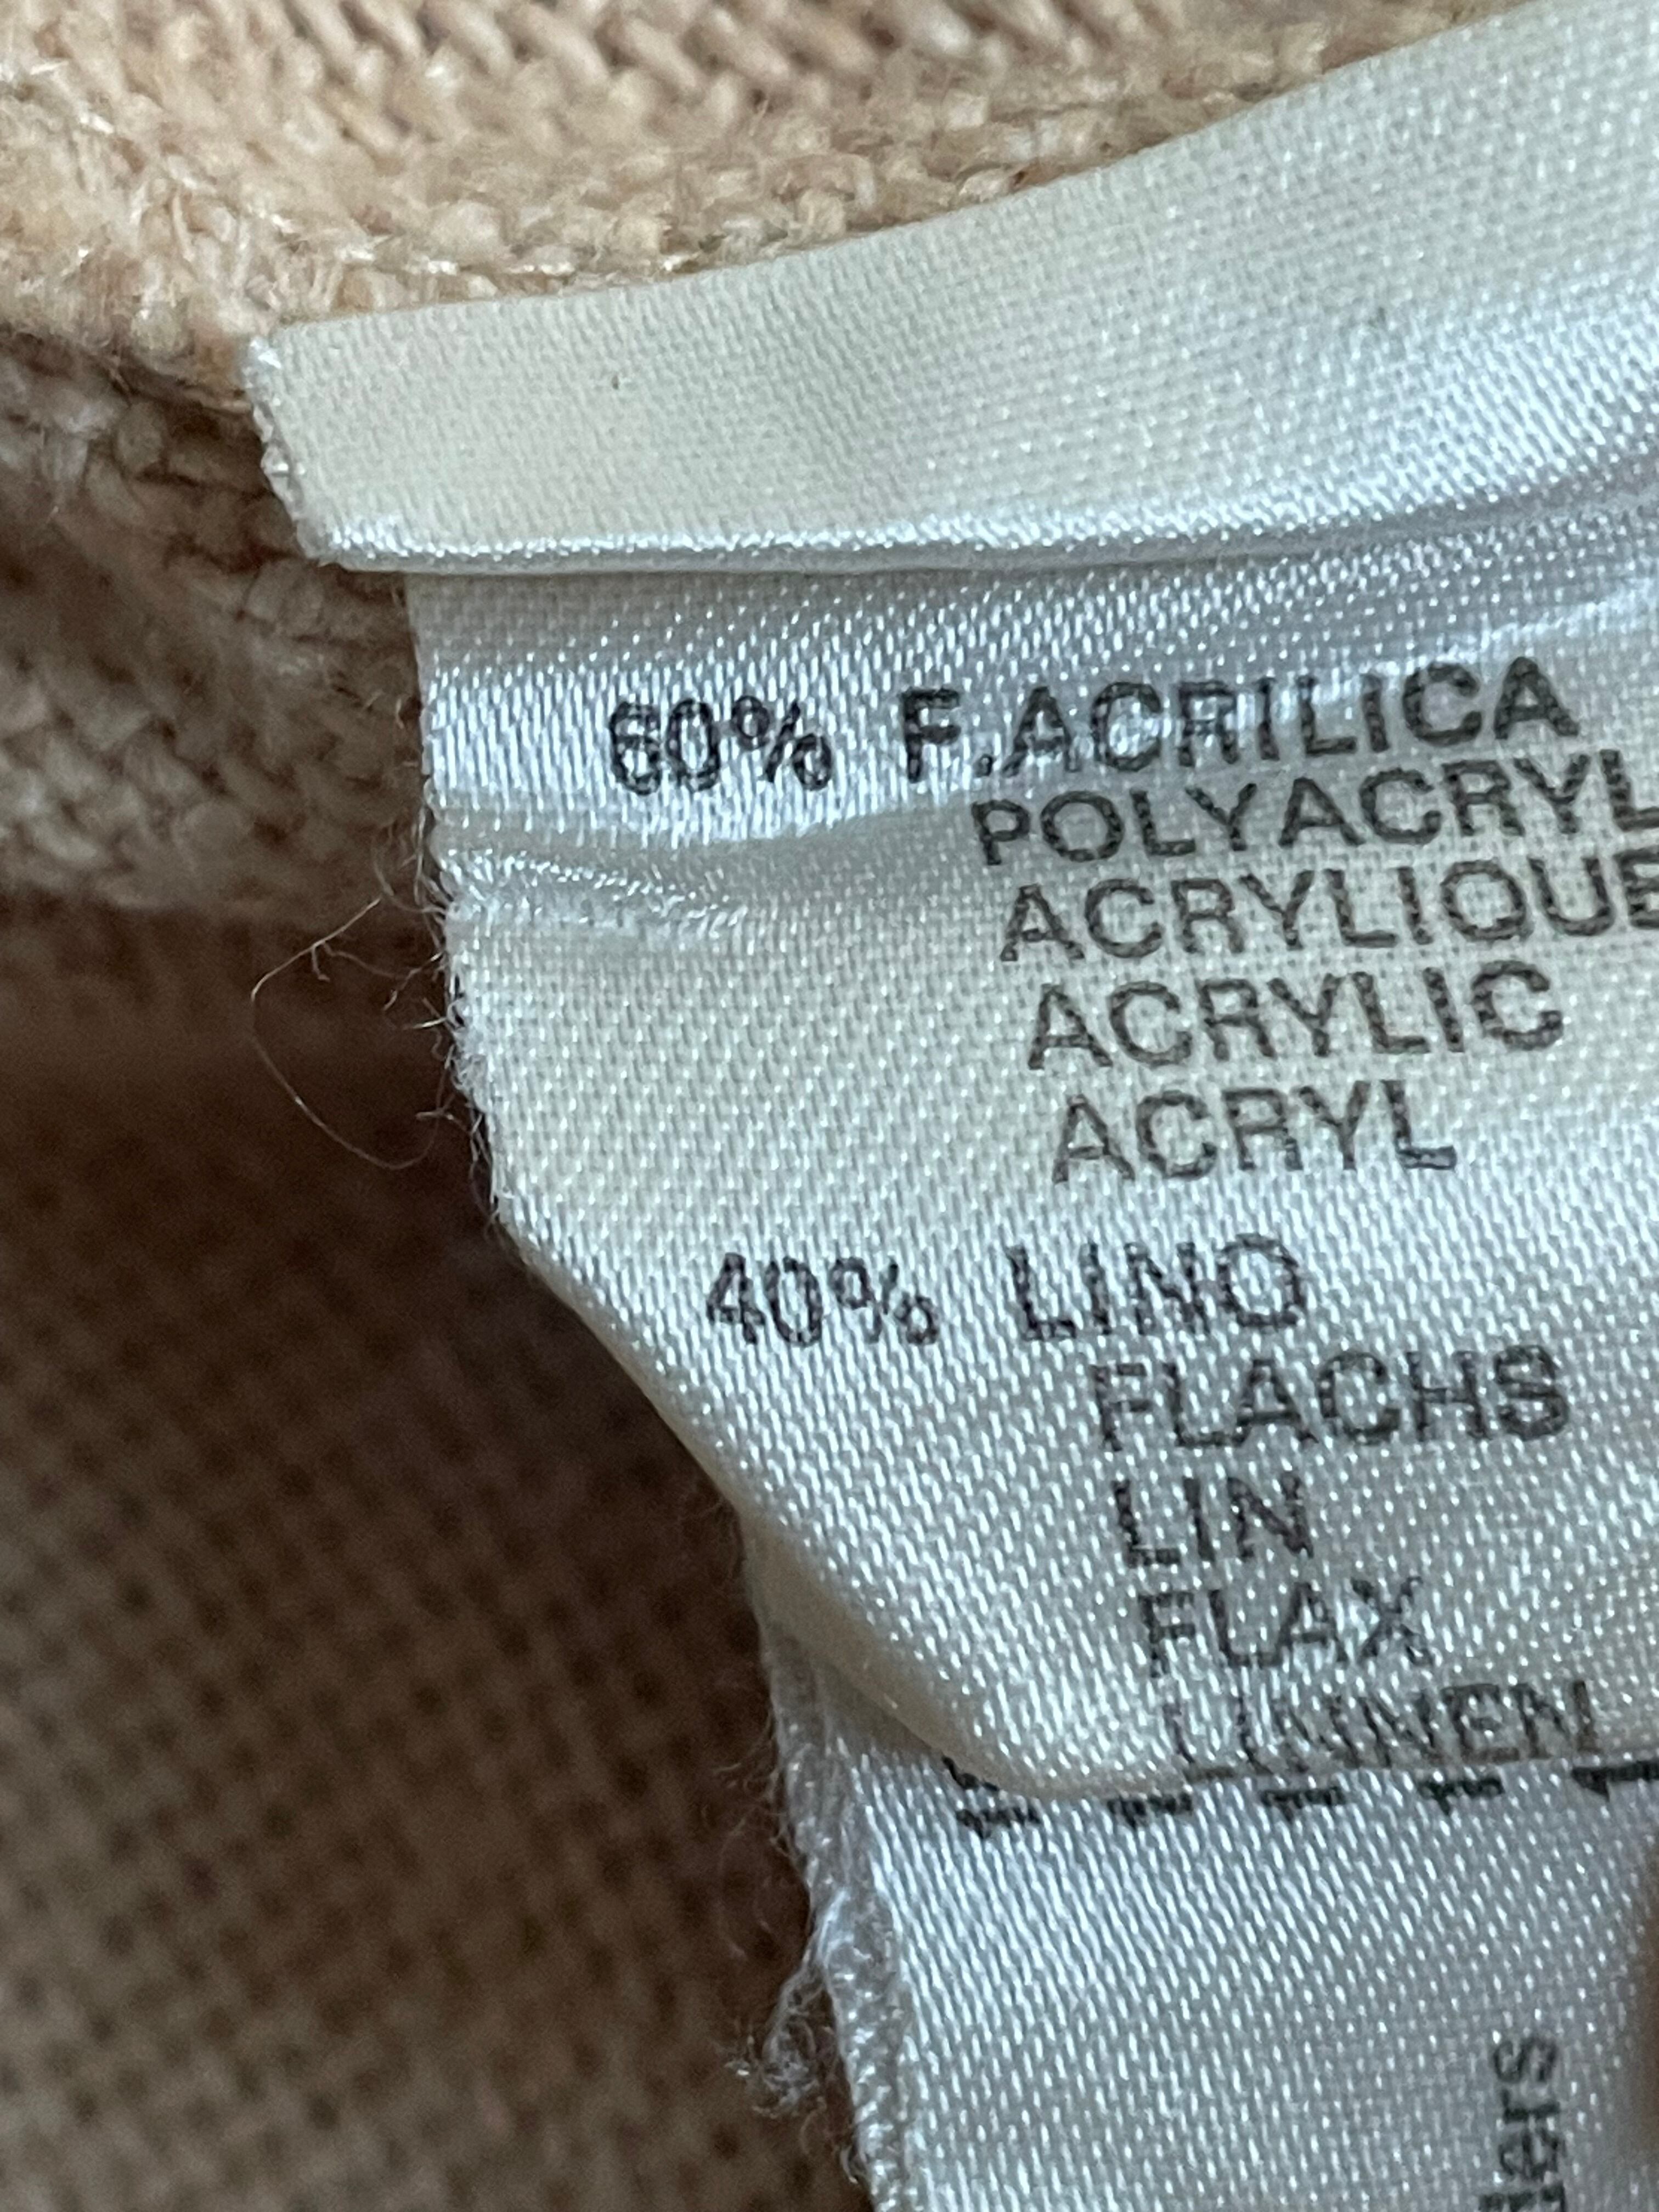 60% F.ACRILICA
POLYACRYL
ACRYLIQUE
ACRYLIC
ACRYL
40% LINO
FLACHS
LIN
FLAX
LINNEN